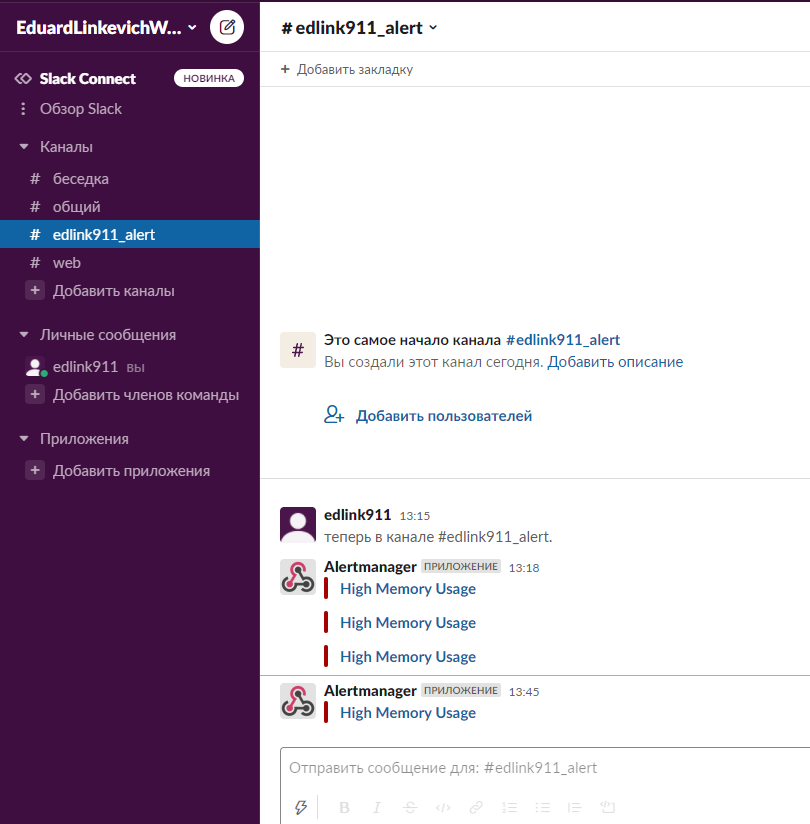 EduardLinkevichW...
Slack Connect НОВИНКА
Обзор Slack
Каналы
# беседка
# общий
# edlink911_alert
# web
+ Добавить каналы
Личные сообщения
edlink911 вы
+ Добавить членов команды
Приложения
+ Добавить приложения
# edlink911_alert
+ Добавить закладку
# Это самое начало канала #edlink911_alert
Вы создали этот канал сегодня. Добавить описание
Добавить пользователей
edlink911 13:15
теперь в канале #edlink911_alert.
Alertmanager ПРИЛОЖЕНИЕ 13:18
High Memory Usage
High Memory Usage
High Memory Usage
Alertmanager ПРИЛОЖЕНИЕ 13:45
High Memory Usage
Отправить сообщение для: #edlink911_alert
B I S </>